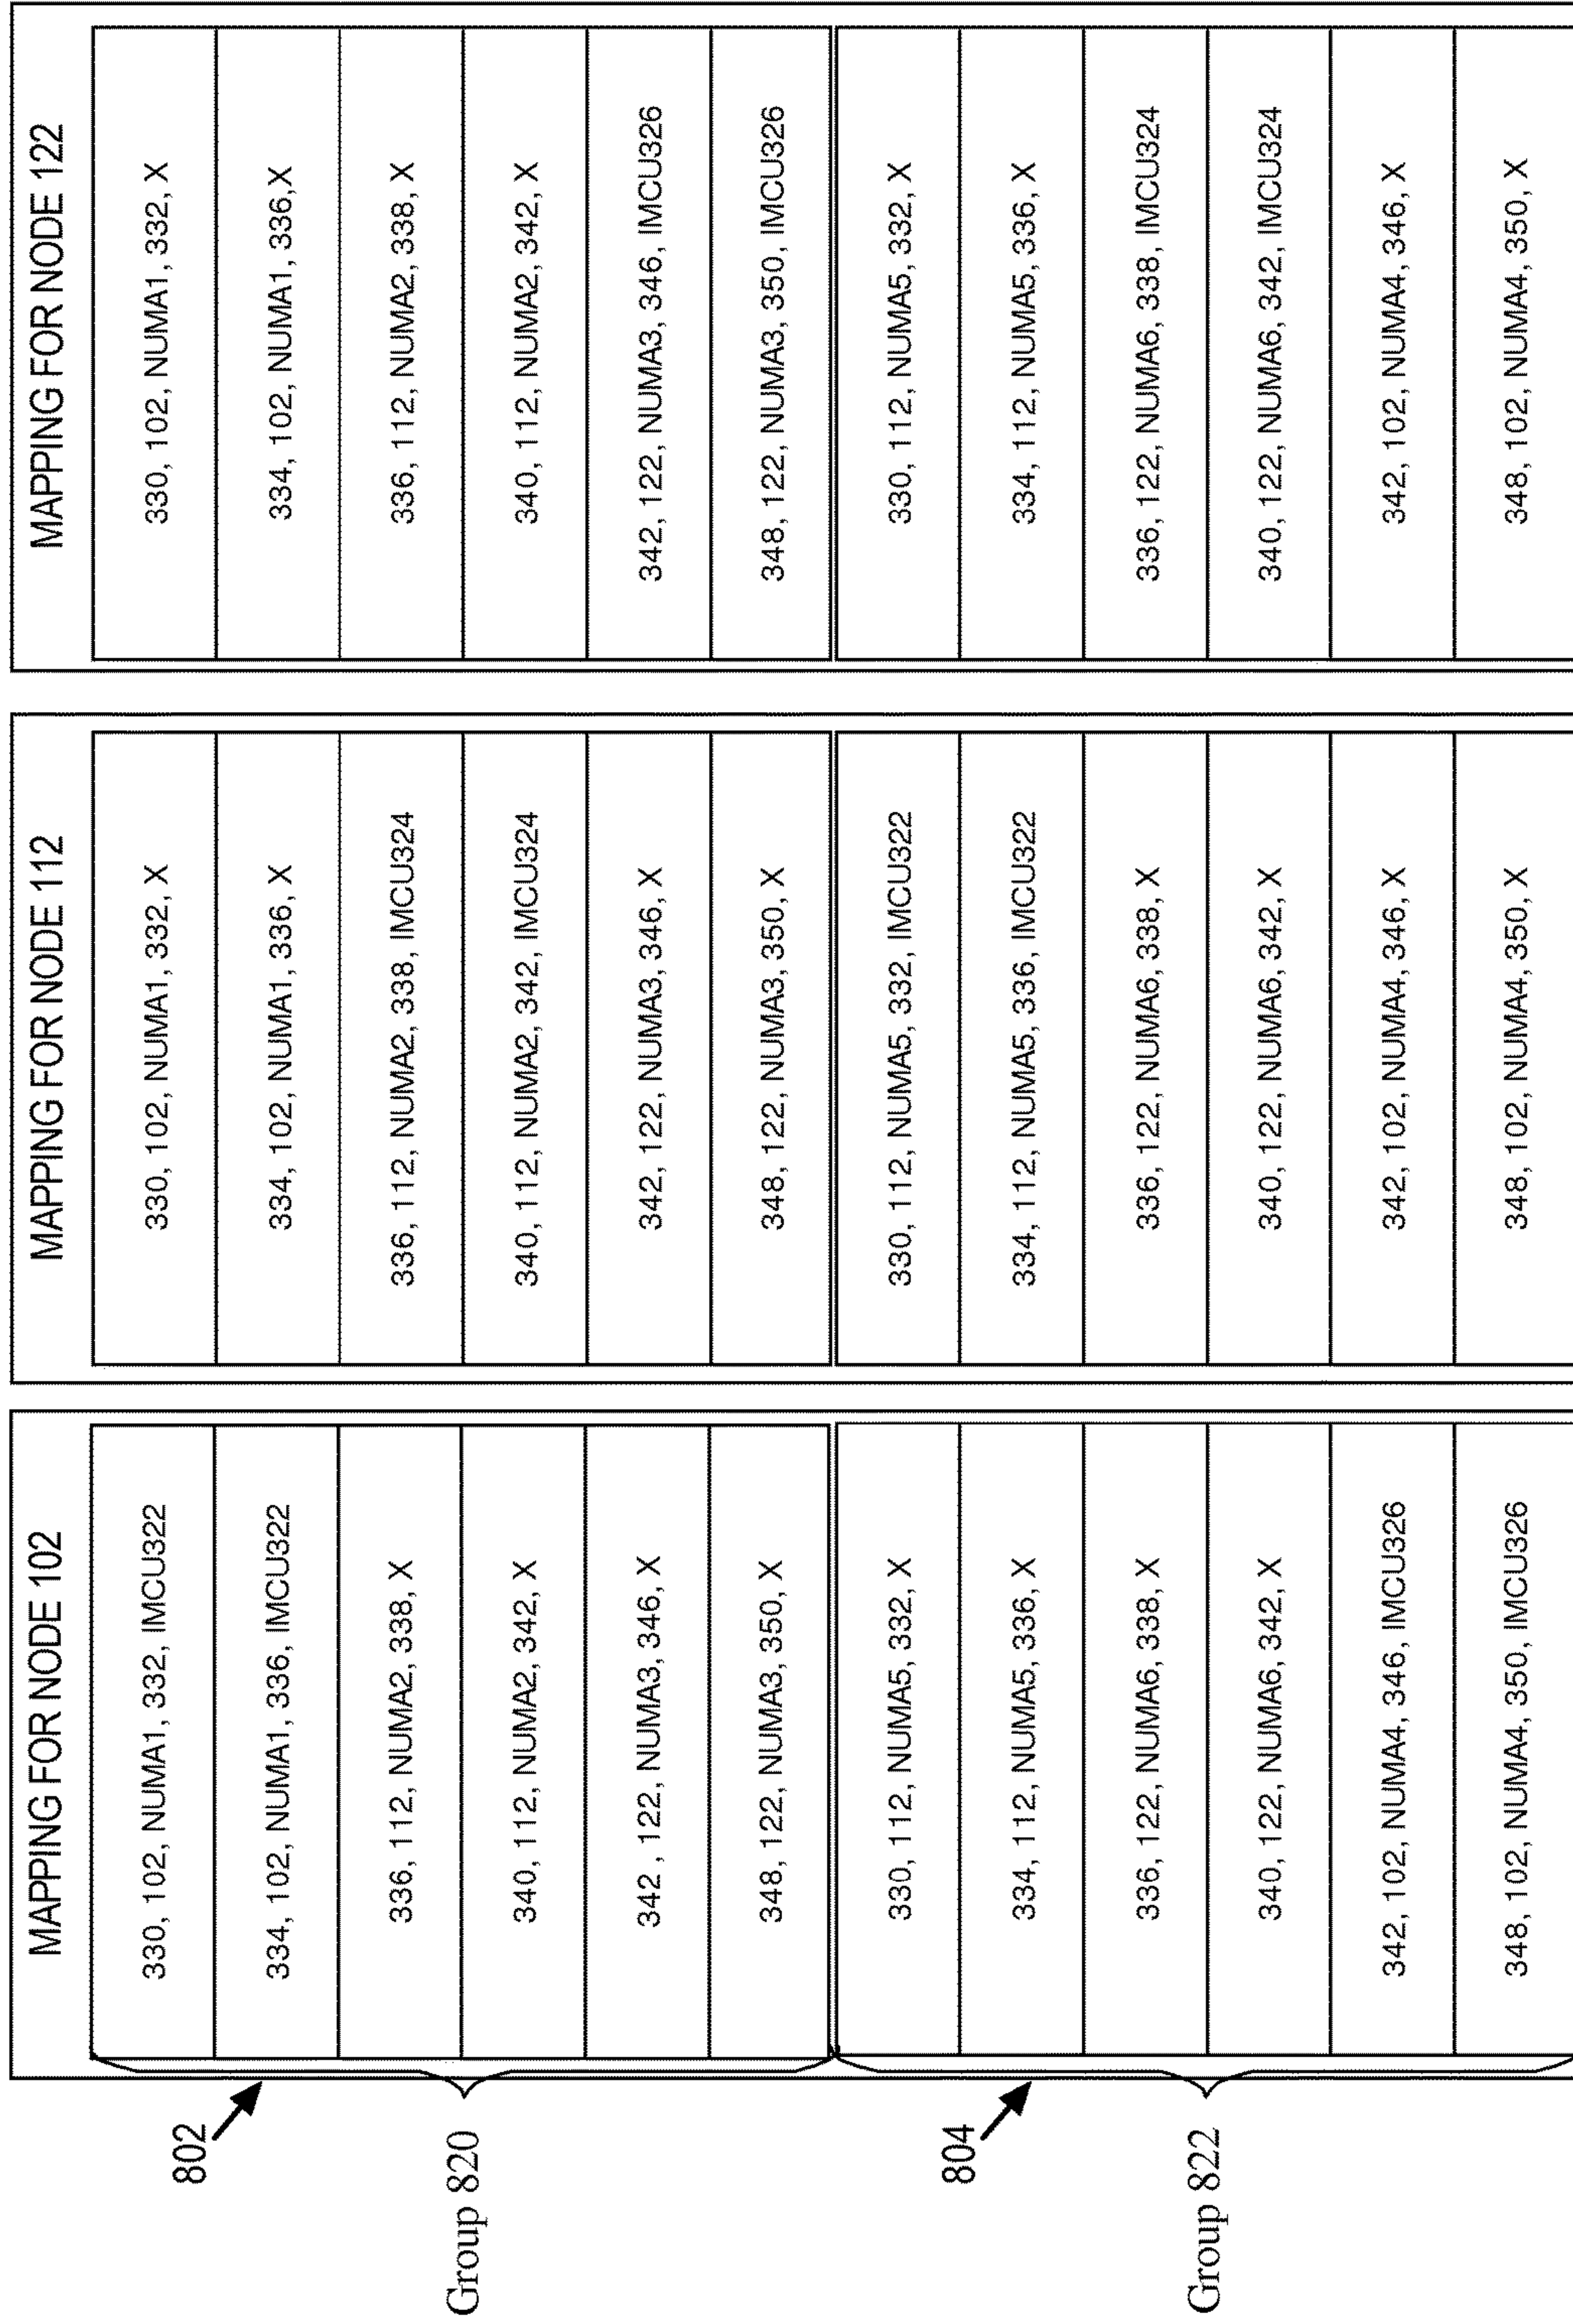 MAPPING FOR NODE 102
330, 102, NUMA1, 332, IMCU322
334, 102, NUMA1, 336, IMCU322
336, 112, NUMA2, 338, X
340, 112, NUMA2, 342, X
342 , 122, NUMA3, 346, X
348, 122, NUMA3, 350, X
330, 112, NUMA5, 332, X
334, 112, NUMA5, 336, X
336, 122, NUMA6, 338, X
340, 122, NUMA6, 342, X
342, 102, NUMA4, 346, IMCU326
348, 102, NUMA4, 350, IMCU326
802
Group 820
804
Group 822
MAPPING FOR NODE 112
330, 102, NUMA1, 332, X
334, 102, NUMA1, 336, X
336, 112, NUMA2, 338, IMCU324
340, 112, NUMA2, 342, IMCU324
342, 122, NUMA3, 346, X
348, 122, NUMA3, 350, X
330, 112, NUMA5, 332, IMCU322
334, 112, NUMA5, 336, IMCU322
336, 122, NUMA6, 338, X
340, 122, NUMA6, 342, X
342, 102, NUMA4, 346, X
348, 102, NUMA4, 350, X
MAPPING FOR NODE 122
330, 102, NUMA1, 332, X
334, 102, NUMA1, 336,X
336, 112, NUMA2, 338, X
340, 112, NUMA2, 342, X
342, 122, NUMA3, 346, IMCU326
348, 122, NUMA3, 350, IMCU326
330, 112, NUMA5, 332, X
334, 112, NUMA5, 336, X
336, 122, NUMA6, 338, IMCU324
340, 122, NUMA6, 342, IMCU324
342, 102, NUMA4, 346, X
348, 102, NUMA4, 350, X